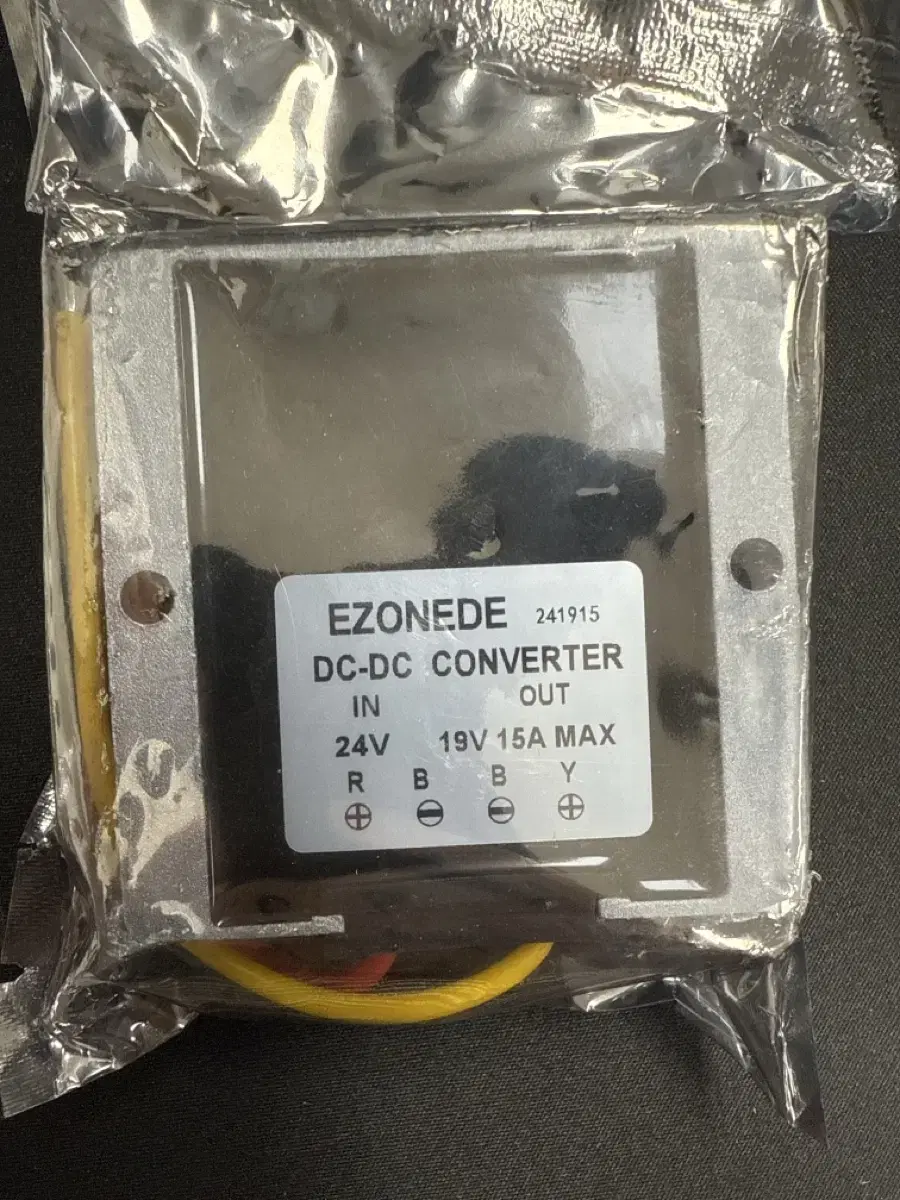 EZONEDE 241915
DC-DC CONVERTER
IN OUT
24V 19V 15A MAX
R B B Y
⊕ ⊖ ⊖ ⊕